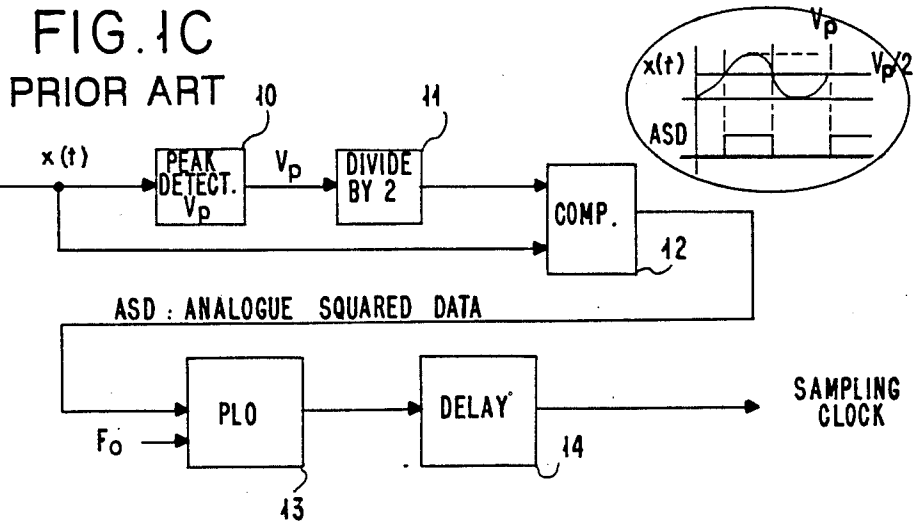 FIG.1C
PRIOR ART
Vp
x(t)
Vp/2
ASD
10
11
x(t)
PEAK
DETECT.
Vp
Vp
DIVIDE
BY 2
COMP.
12
ASD : ANALOGUE SQUARED DATA
PLO
DELAY
SAMPLING
CLOCK
Fo
13
14